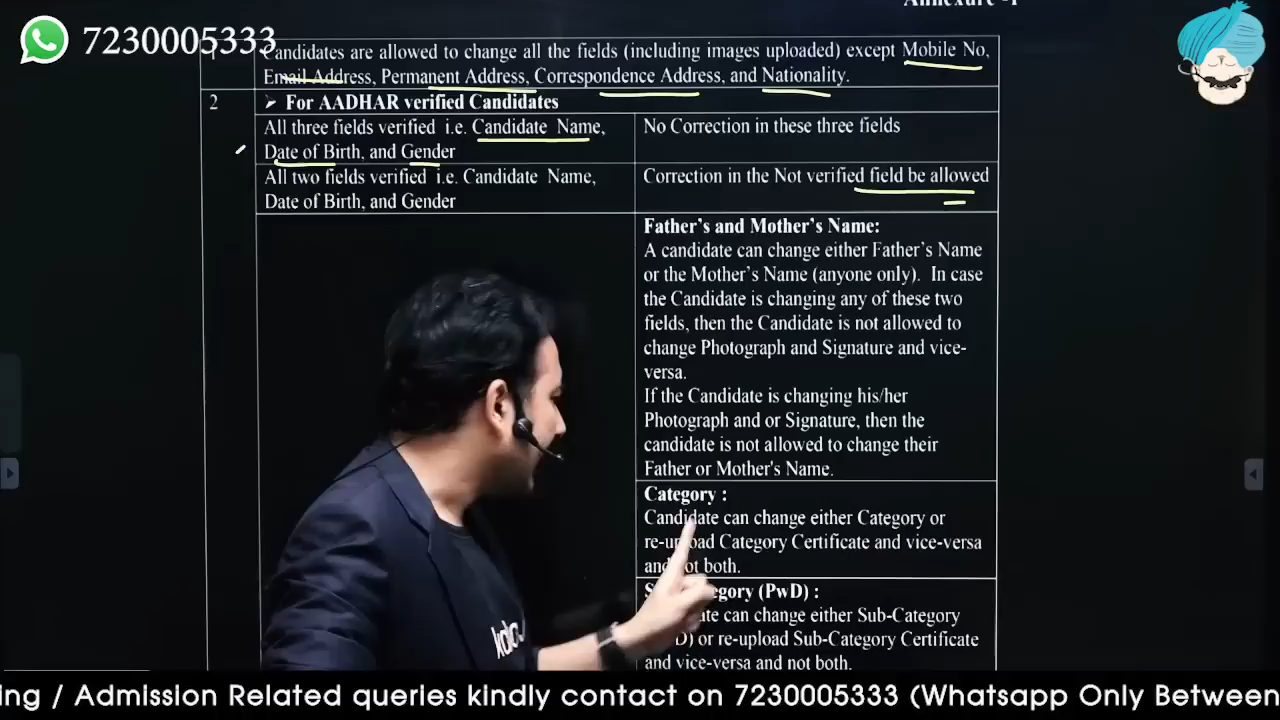 Annexure -I
7230005333
1
Candidates are allowed to change all the fields (including images uploaded) except Mobile No,
Email Address, Permanent Address, Correspondence Address, and Nationality.
2
➤ For AADHAR verified Candidates
All three fields verified i.e. Candidate Name,
Date of Birth, and Gender
No Correction in these three fields
All two fields verified i.e. Candidate Name,
Date of Birth, and Gender
Correction in the Not verified field be allowed
Father's and Mother's Name:
A candidate can change either Father's Name
or the Mother's Name (anyone only). In case
the Candidate is changing any of these two
fields, then the Candidate is not allowed to
change Photograph and Signature and vice-
versa.
If the Candidate is changing his/her
Photograph and or Signature, then the
candidate is not allowed to change their
Father or Mother's Name.
Category :
Candidate can change either Category or
re-upload Category Certificate and vice-versa
and not both.
(PwD) :
can change either Sub-Category
or re-upload Sub-Category Certificate
and vice-versa and not both.
ing / Admission Related queries kindly contact on 7230005333 (Whatsapp Only Between